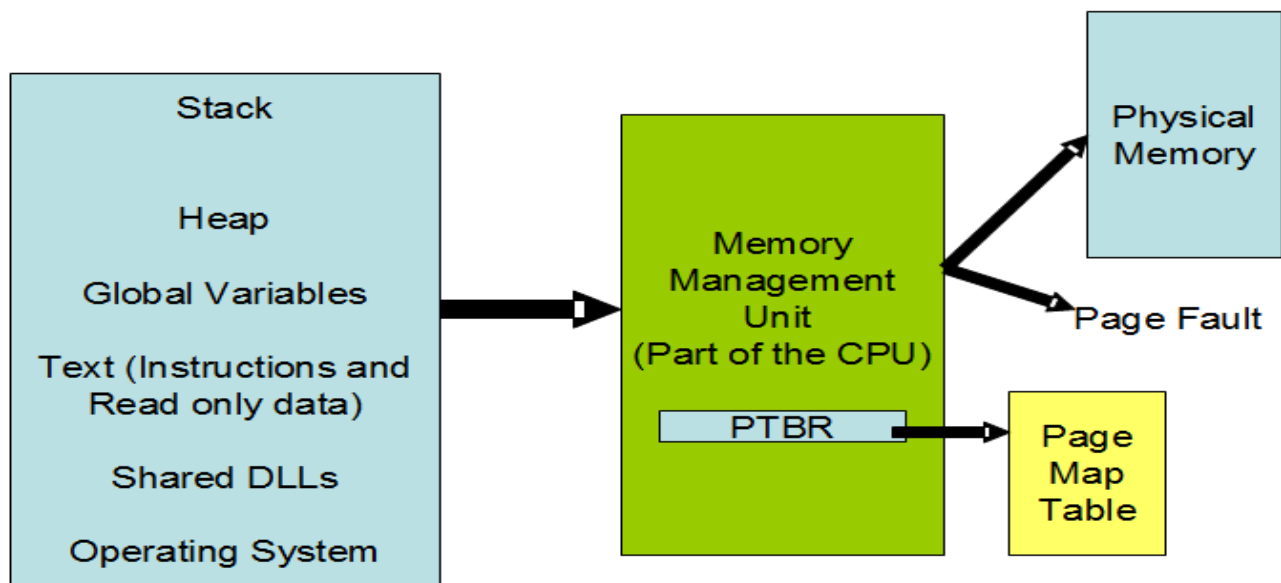 Stack
Heap
Global Variables
Text (Instructions and
Read only data)
Shared DLLs
Operating System
Memory
Management
Unit
(Part of the CPU)
PTBR
Physical
Memory
Page Fault
Page
Map
Table